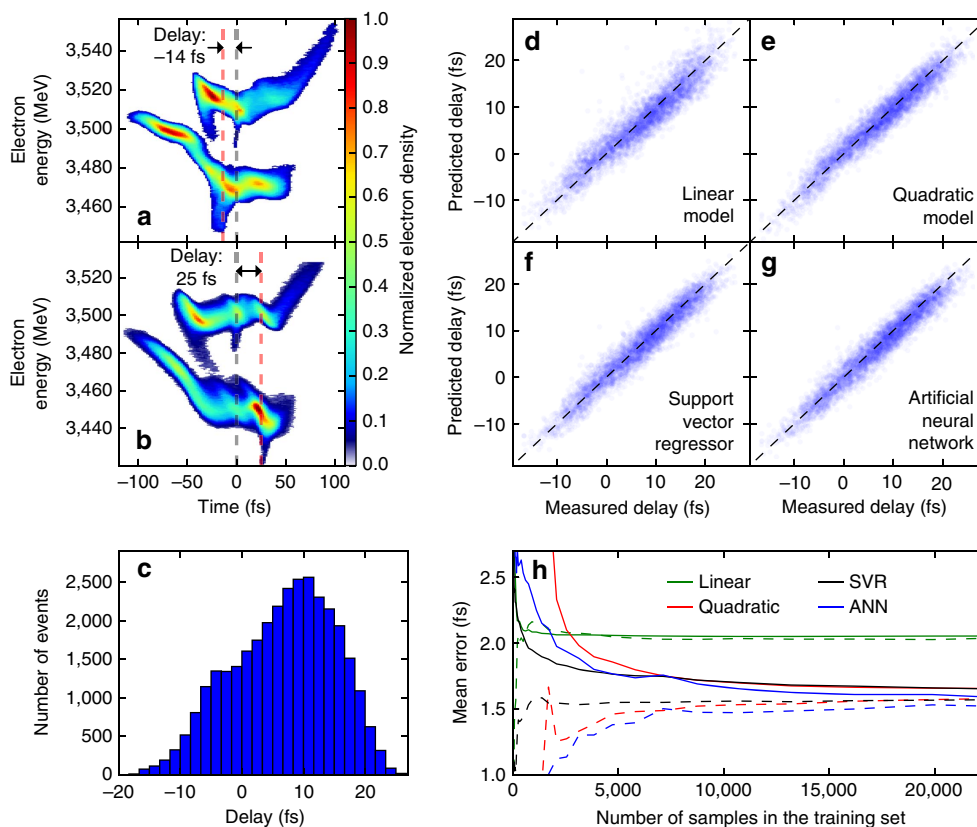 a
Delay:
–14 fs
3,540
3,520
3,500
3,480
3,460
Electron
energy (MeV)
b
Delay:
25 fs
3,520
3,500
3,480
3,460
3,440
Electron
energy (MeV)
–100
–50
0
50
100
Time (fs)
1.0
0.9
0.8
0.7
0.6
0.5
0.4
0.3
0.2
0.1
0.0
Normalized electron density
d
Linear
model
e
Quadratic
model
20
10
0
–10
Predicted delay (fs)
f
Support
vector
regressor
g
Artificial
neural
network
20
10
0
–10
Predicted delay (fs)
–10
0
10
20
Measured delay (fs)
–10
0
10
20
Measured delay (fs)
c
2,500
2,000
1,500
1,000
500
0
Number of events
–20
–10
0
10
20
Delay (fs)
h
Linear
Quadratic
SVR
ANN
2.5
2.0
1.5
1.0
Mean error (fs)
0
5,000
10,000
15,000
20,000
Number of samples in the training set